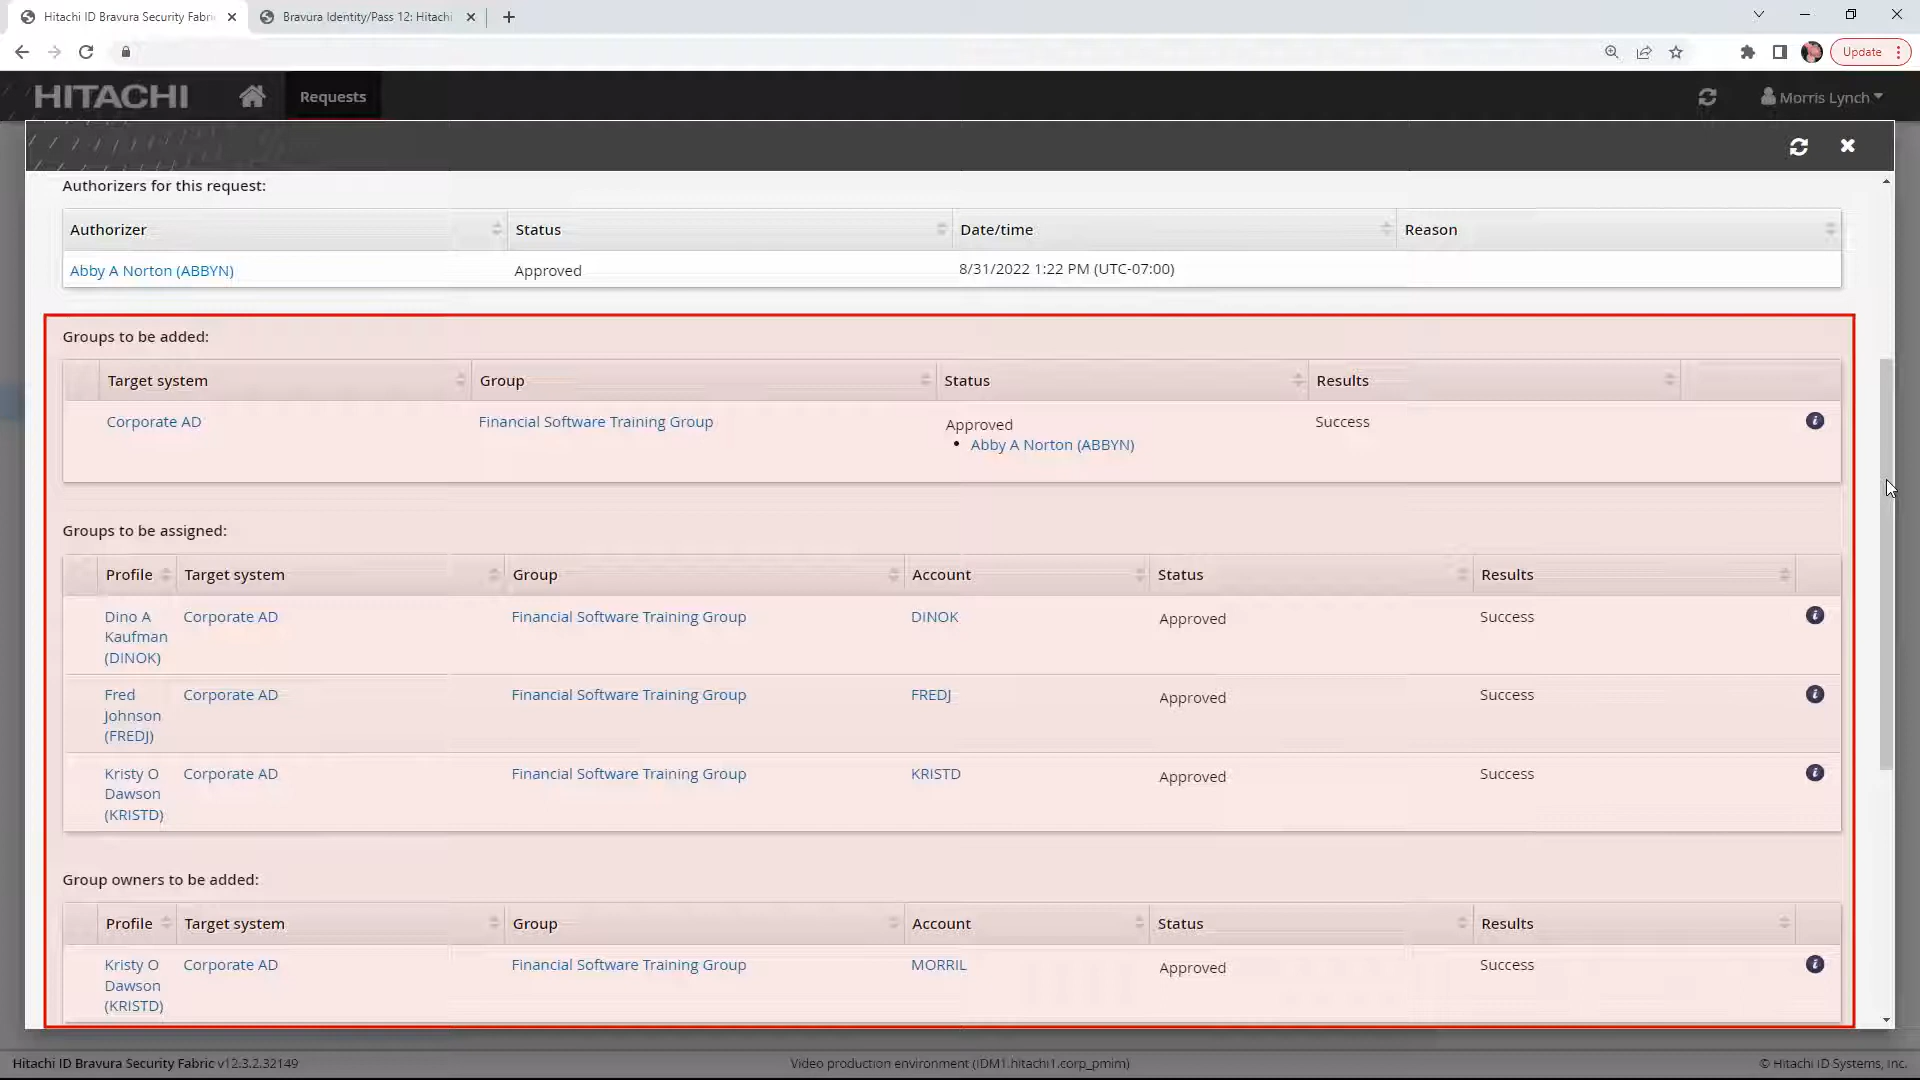 Hitachi ID Bravura Security Fabri
Bravura Identity/Pass 12: Hitachi
Update
HITACHI
Requests
Morris Lynch
Authorizers for this request:
Authorizer Status Date/time Reason
Abby A Norton (ABBYN) Approved 8/31/2022 1:22 PM (UTC-07:00)
Groups to be added:
Target system Group Status Results
Corporate AD Financial Software Training Group Approved Success
• Abby A Norton (ABBYN)
Groups to be assigned:
Profile Target system Group Account Status Results
Dino A Corporate AD Financial Software Training Group DINOK Approved Success
Kaufman
(DINOK)
Fred Corporate AD Financial Software Training Group FREDJ Approved Success
Johnson
(FREDJ)
Kristy O Corporate AD Financial Software Training Group KRISTD Approved Success
Dawson
(KRISTD)
Group owners to be added:
Profile Target system Group Account Status Results
Kristy O Corporate AD Financial Software Training Group MORRIL Approved Success
Dawson
(KRISTD)
Hitachi ID Bravura Security Fabric v12.3.2.32149
Video production environment (IDM1.hitachi1.corp_pmim)
© Hitachi ID Systems, Inc.